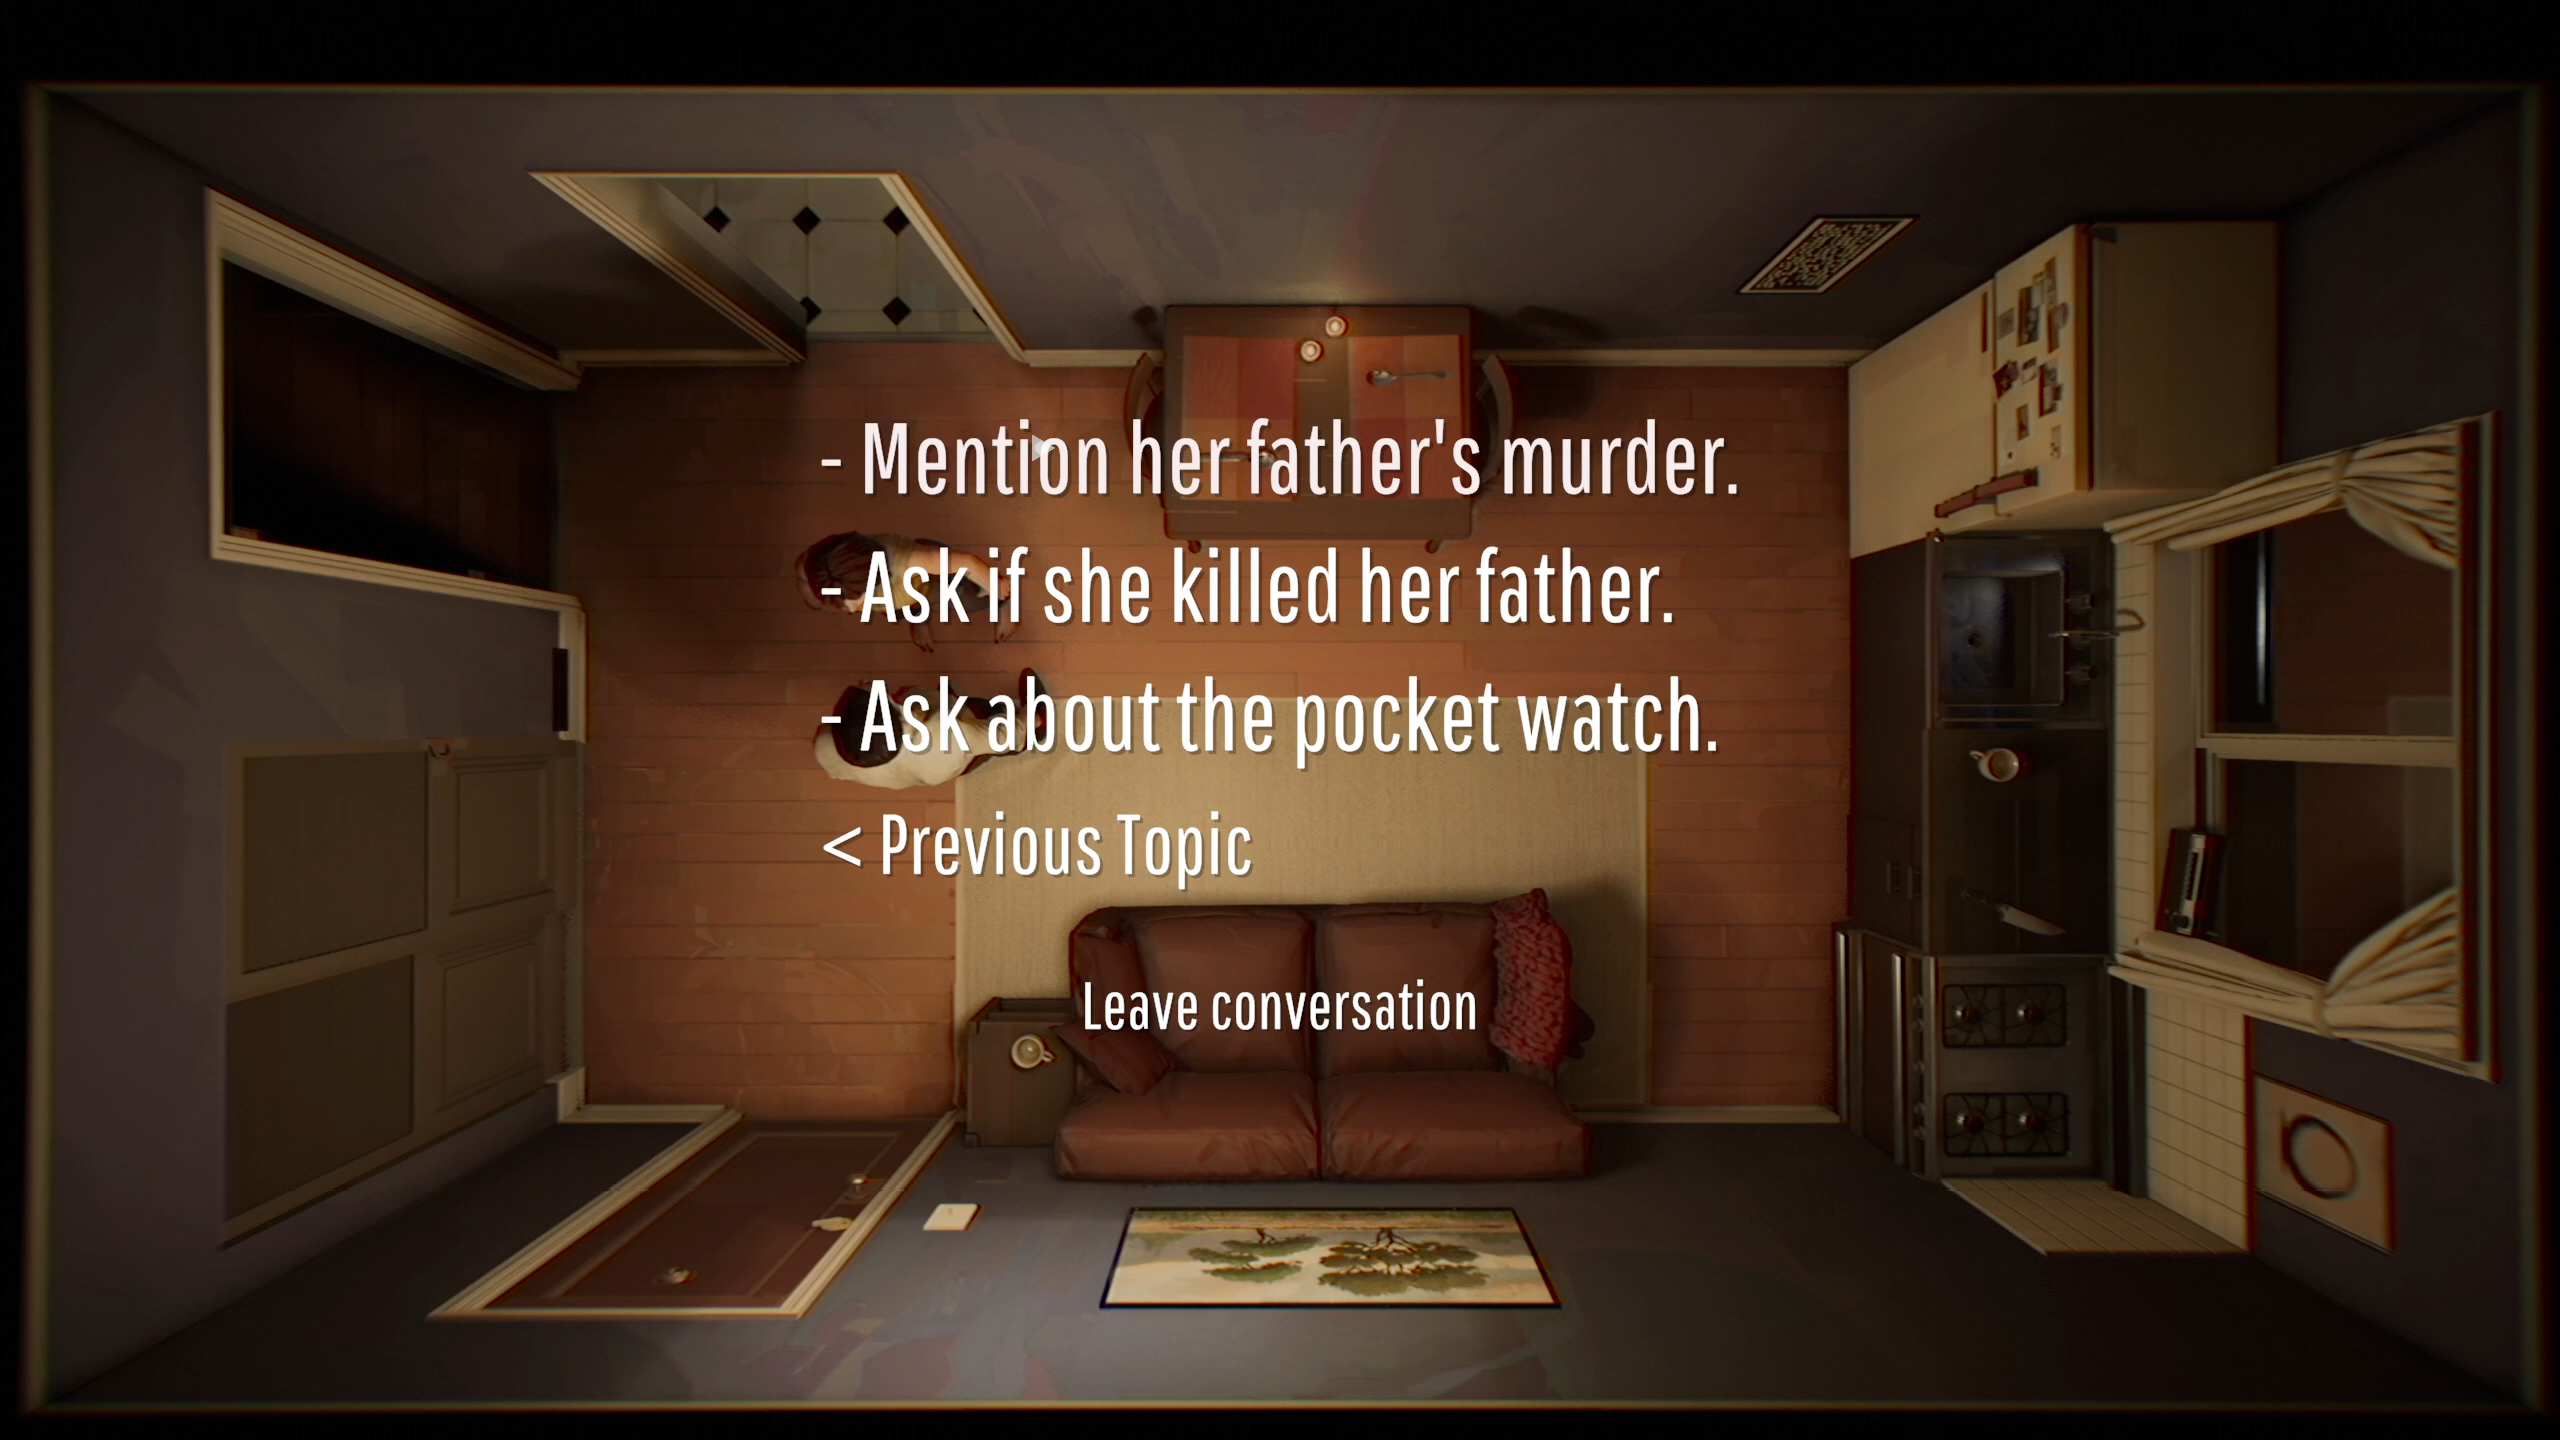 - Mention her father's murder.
- Ask if she killed her father.
- Ask about the pocket watch.
< Previous Topic
Leave conversation